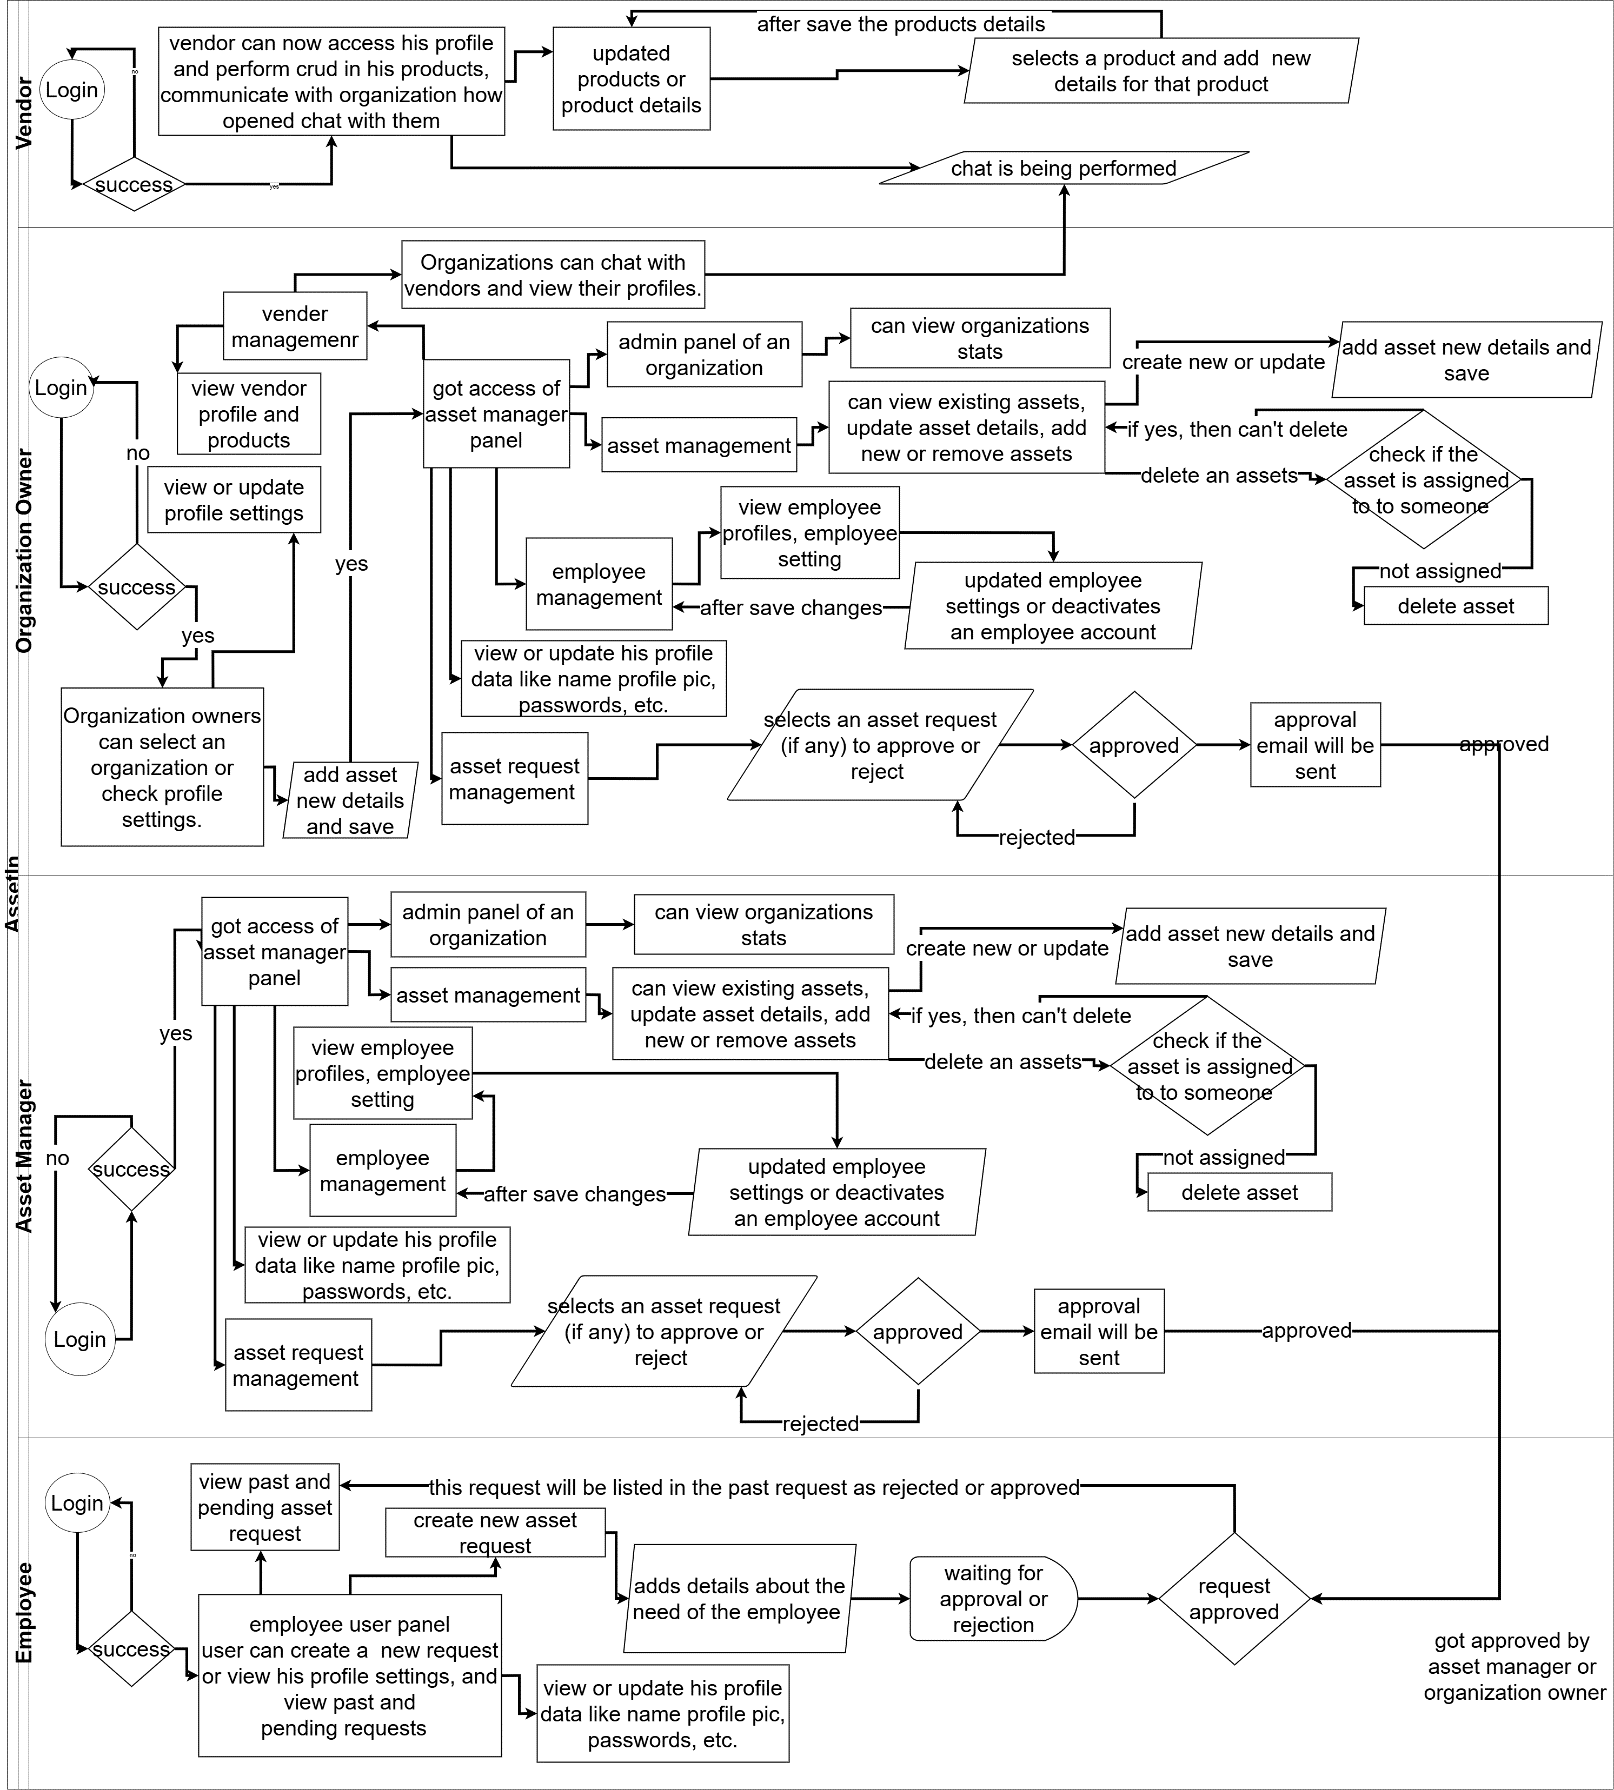 AssetIn
Vendor
Login
no
success
yes
vendor can now access his profile
and perform crud in his products,
communicate with organization how
opened chat with them
updated
products or
product details
after save the products details
selects a product and add  new
details for that product
chat is being performed
Organization Owner
Login
no
success
yes
Organizations can chat with
vendors and view their profiles.
vender
managemenr
view vendor
profile and
products
view or update
profile settings
Organization owners
can select an
organization or
check profile
settings.
add asset
new details
and save
yes
got access of
asset manager
panel
admin panel of an
organization
can view organizations
stats
asset management
can view existing assets,
update asset details, add
new or remove assets
create new or update
add asset new details and
save
if yes, then can't delete
delete an assets
check if the
asset is assigned
to to someone
not assigned
delete asset
employee
management
view employee
profiles, employee
setting
updated employee
settings or deactivates
an employee account
after save changes
view or update his profile
data like name profile pic,
passwords, etc.
asset request
management
selects an asset request
(if any) to approve or
reject
approved
rejected
approval
email will be
sent
approved
Asset Manager
Login
no
success
yes
got access of
asset manager
panel
admin panel of an
organization
can view organizations
stats
asset management
can view existing assets,
update asset details, add
new or remove assets
create new or update
add asset new details and
save
if yes, then can't delete
delete an assets
check if the
asset is assigned
to to someone
not assigned
delete asset
view employee
profiles, employee
setting
employee
management
updated employee
settings or deactivates
an employee account
after save changes
view or update his profile
data like name profile pic,
passwords, etc.
asset request
management
selects an asset request
(if any) to approve or
reject
approved
rejected
approval
email will be
sent
approved
Employee
Login
no
success
view past and
pending asset
request
this request will be listed in the past request as rejected or approved
create new asset
request
employee user panel
user can create a  new request
or view his profile settings, and
view past and
pending requests
adds details about the
need of the employee
waiting for
approval or
rejection
request
approved
view or update his profile
data like name profile pic,
passwords, etc.
got approved by
asset manager or
organization owner